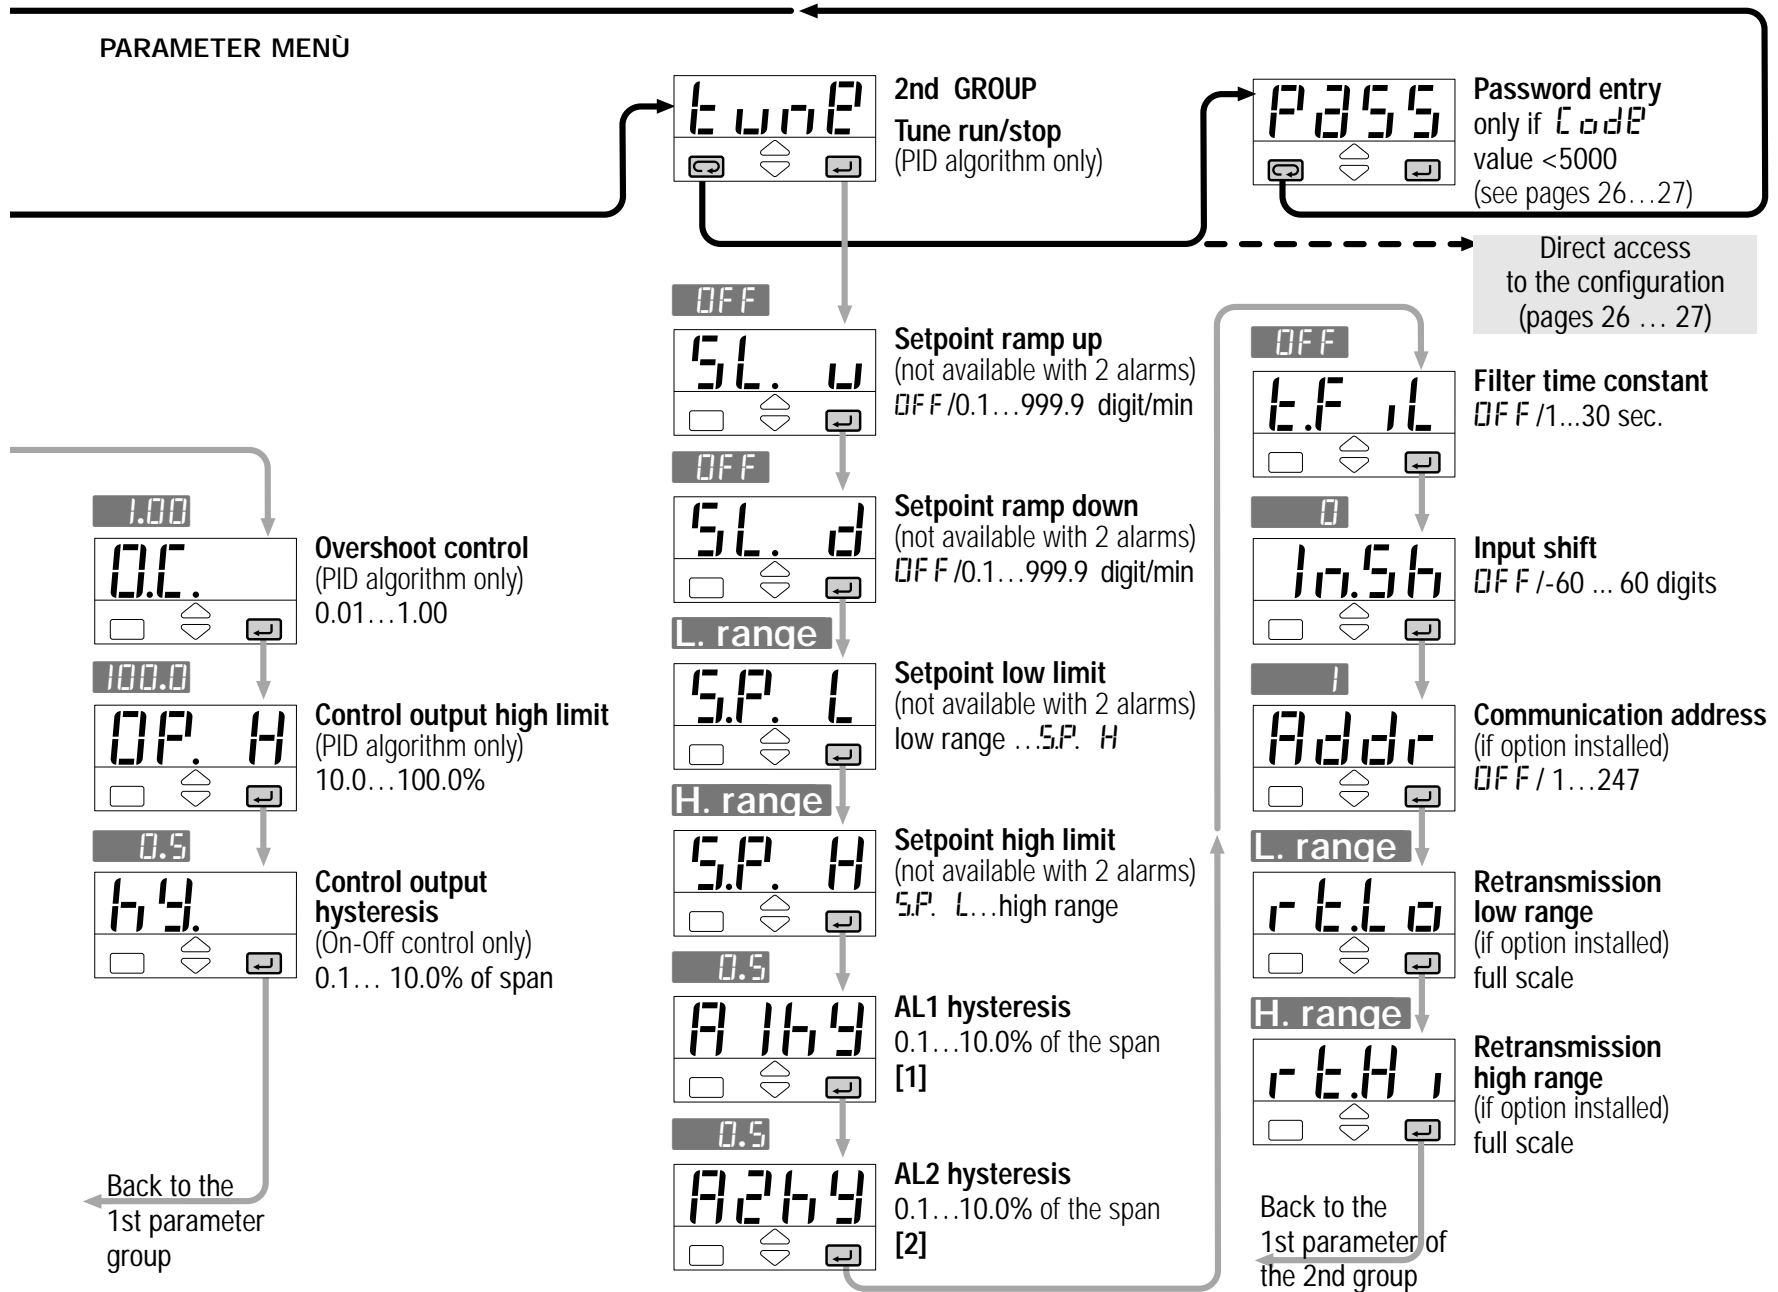 PARAMETER MENÙ
1.00
O.C.
Overshoot control
(PID algorithm only)
0.01…1.00
100.0
OP. H
Control output high limit
(PID algorithm only)
10.0…100.0%
0.5
hy.
Control output
hysteresis
(On-Off control only)
0.1… 10.0% of span
Back to the
1st parameter
group
tunE
2nd GROUP
Tune run/stop
(PID algorithm only)
OFF
SL. u
Setpoint ramp up
(not available with 2 alarms)
OFF/0.1…999.9 digit/min
OFF
SL. d
Setpoint ramp down
(not available with 2 alarms)
OFF/0.1…999.9 digit/min
L. range
S.P. L
Setpoint low limit
(not available with 2 alarms)
low range …S.P. H
H. range
S.P. H
Setpoint high limit
(not available with 2 alarms)
S.P. L…high range
0.5
A1hy
AL1 hysteresis
0.1…10.0% of the span
[1]
0.5
A2hy
AL2 hysteresis
0.1…10.0% of the span
[2]
PASS
Password entry
only if CodE
value <5000
(see pages 26…27)
Direct access
to the configuration
(pages 26 … 27)
OFF
t.FiL
Filter time constant
OFF/1...30 sec.
0
In.Sh
Input shift
OFF/-60 ... 60 digits
1
Addr
Communication address
(if option installed)
OFF/ 1…247
L. range
rt.Lo
Retransmission
low range
(if option installed)
full scale
H. range
rt.Hi
Retransmission
high range
(if option installed)
full scale
Back to the
1st parameter of
the 2nd group